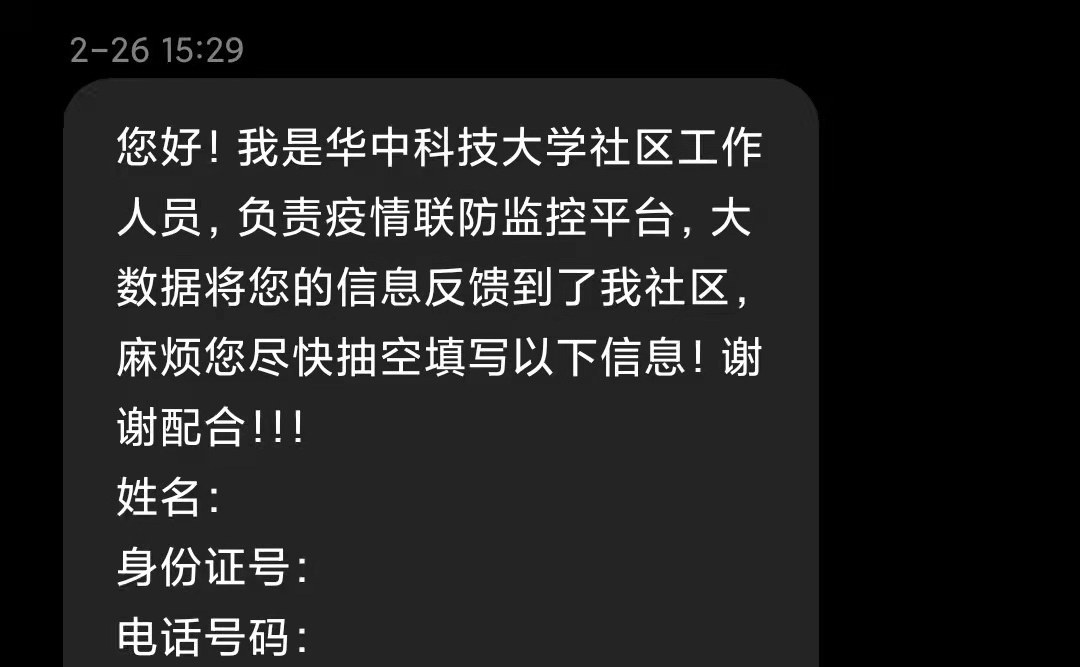 2-26 15:29
您好！我是华中科技大学社区工作
人员，负责疫情联防监控平台，大
数据将您的信息反馈到了我社区，
麻烦您尽快抽空填写以下信息！谢
谢配合！！！
姓名：
身份证号：
电话号码：